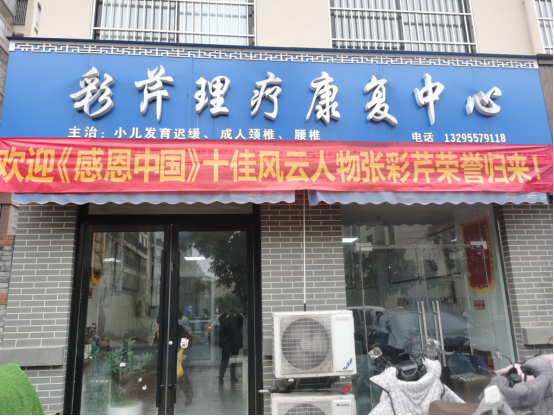 彩芹理疗康复中心
主治：小儿发育迟缓、成人颈椎、腰椎 电话 13295579118
欢迎《感恩中国》十佳风云人物张彩芹荣誉归来！